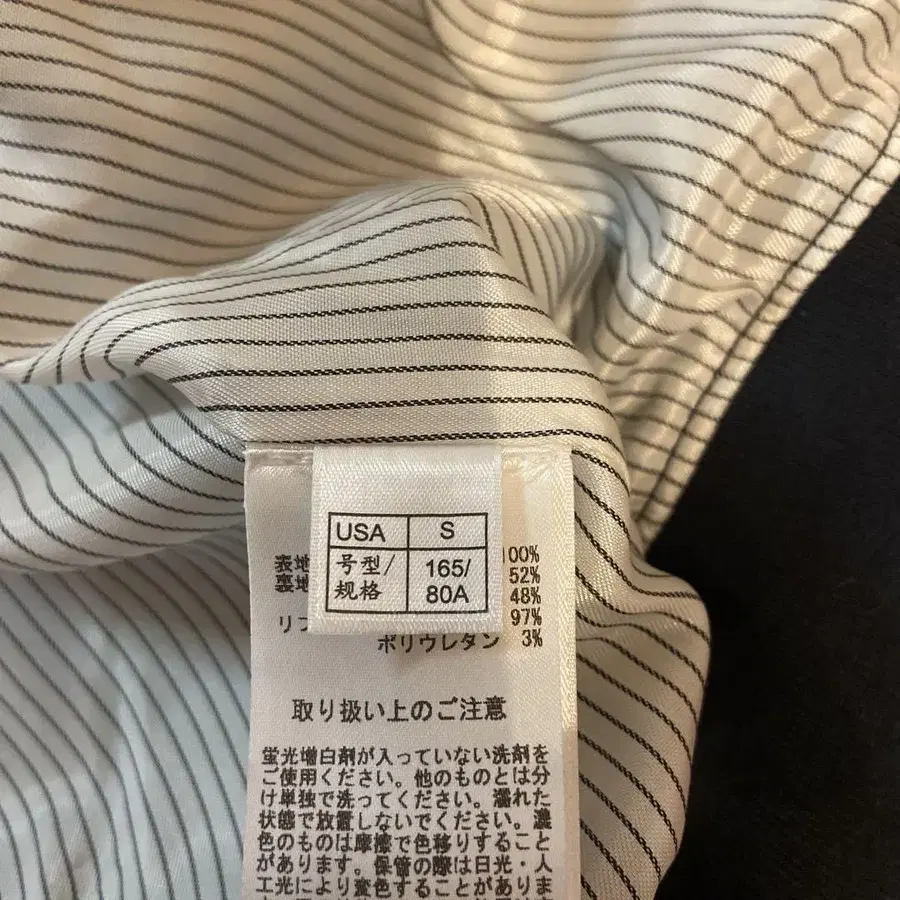 USA S
号型/规格 165/80A
表地 100%
裏地 52%
48%
リブ 97%
ポリウレタン 3%
取り扱い上のご注意
蛍光増白剤が入っていない洗剤を
ご使用ください。他のものとは分
け単独で洗ってください。濡れた
状態で放置しないでください。濃
色のものは摩擦で色移りすること
があります。保管の際は日光・人
工光により変色することがありま